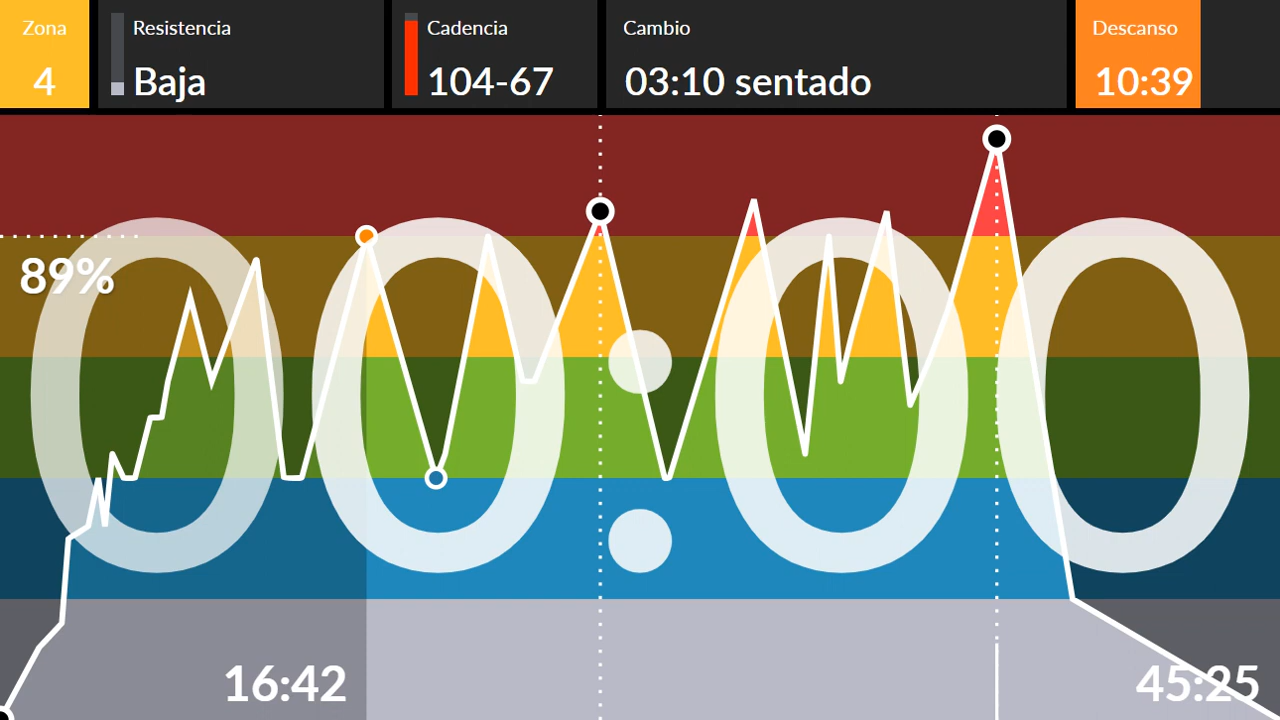 Zona
4
Resistencia
Baja
Cadencia
104-67
Cambio
03:10 sentado
Descanso
10:39
89%
00:00
16:42
45:25